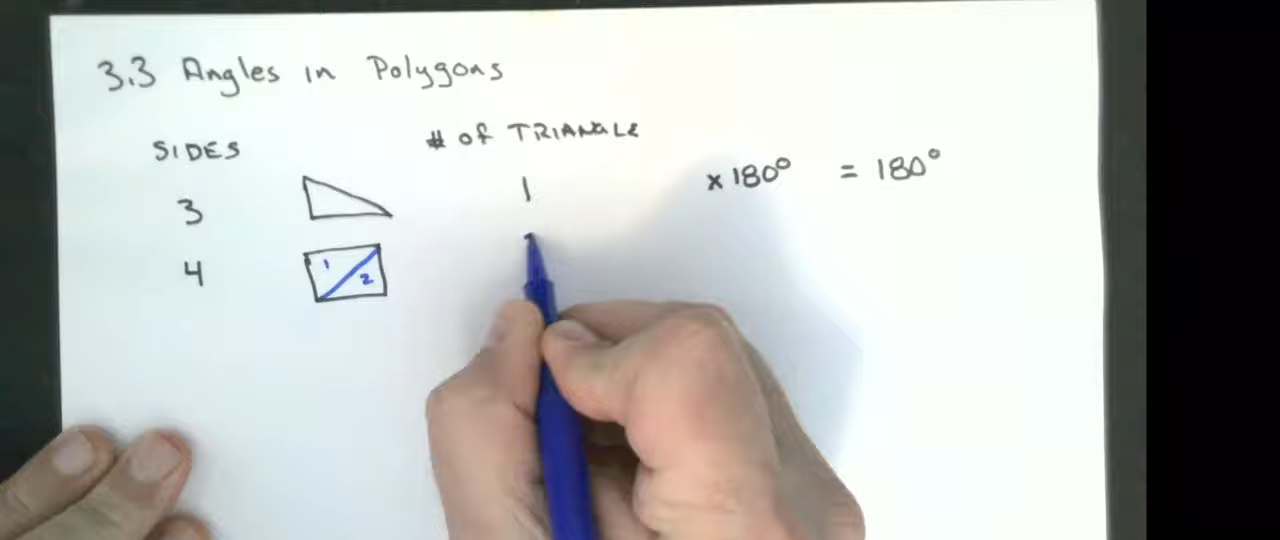 3.3 Angles in Polygons
SIDES # of TRIANGLE
3 1 x 180° = 180°
4 1 2